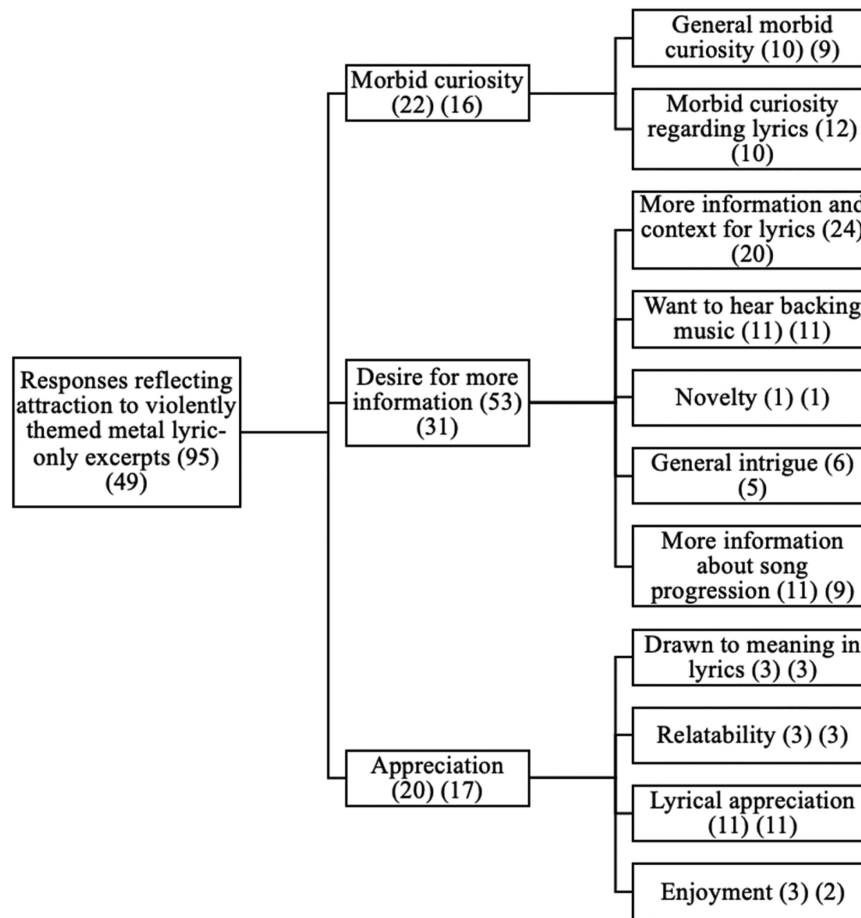 General morbid
curiosity (10) (9)
Morbid curiosity
(22) (16)
Morbid curiosity
regarding lyrics (12)
(10)
More information and
context for lyrics (24)
(20)
Want to hear backing
music (11) (11)
Responses reflecting
attraction to violently
themed metal lyric-
only excerpts (95)
(49)
Desire for more
information (53)
(31)
Novelty (1) (1)
General intrigue (6)
(5)
More information
about song
progression (11) (9)
Drawn to meaning in
lyrics (3) (3)
Relatability (3) (3)
Appreciation
(20) (17)
Lyrical appreciation
(11) (11)
Enjoyment (3) (2)